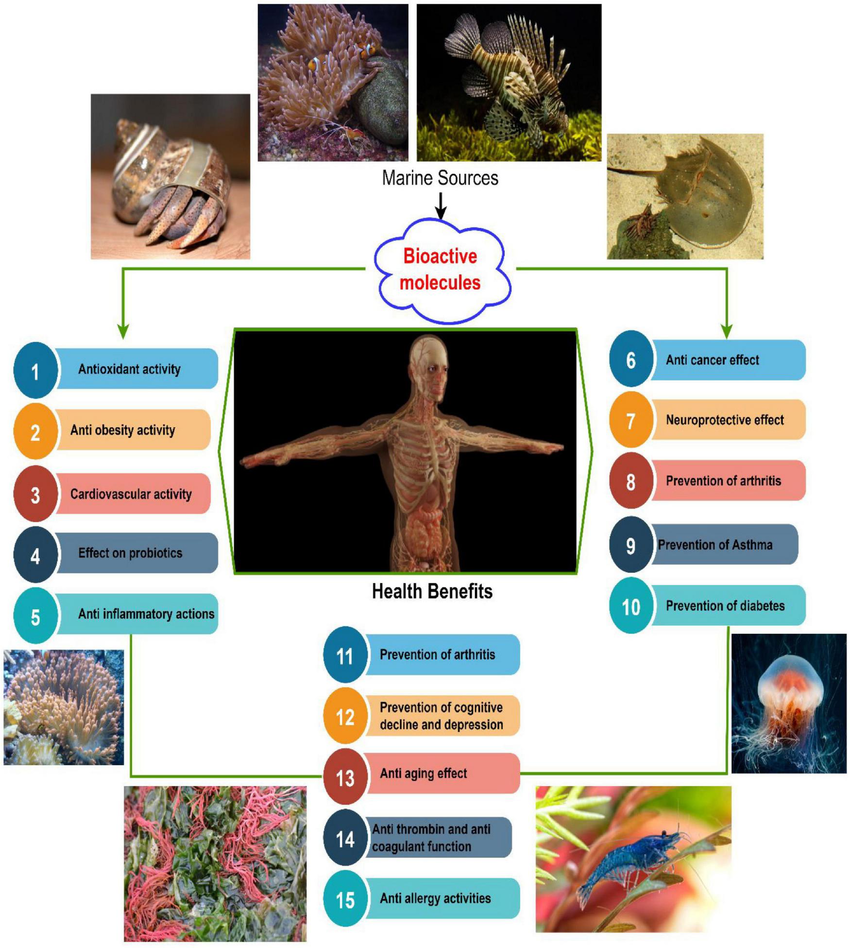 Marine Sources
Bioactive
molecules
1 Antioxidant activity
2 Anti obesity activity
3 Cardiovascular activity
4 Effect on probiotics
5 Anti inflammatory actions
6 Anti cancer effect
7 Neuroprotective effect
8 Prevention of arthritis
9 Prevention of Asthma
10 Prevention of diabetes
Health Benefits
11 Prevention of arthritis
12 Prevention of cognitive
decline and depression
13 Anti aging effect
14 Anti thrombin and anti
coagulant function
15 Anti allergy activities